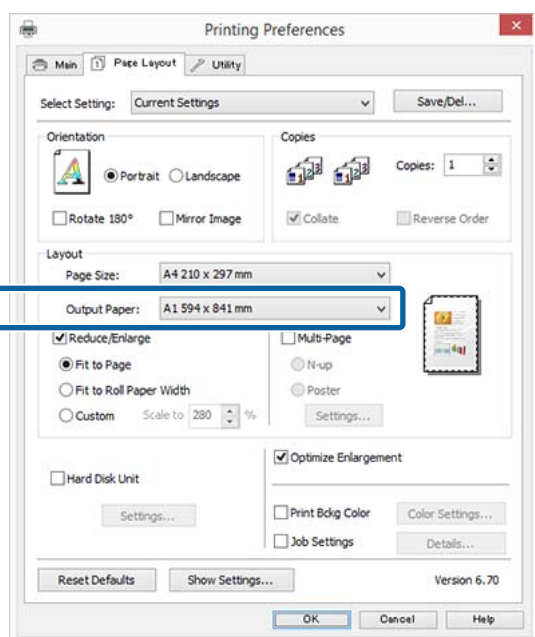 Printing Preferences
Main Page Layout Utility
Select Setting: Current Settings Save/Del...
Orientation Copies
Portrait Landscape Copies: 1
Rotate 180° Mirror Image Collate Reverse Order
Layout
Page Size: A4 210 x 297 mm
Output Paper: A1 594 x 841 mm
Reduce/Enlarge Multi-Page
Fit to Page N-up
Fit to Roll Paper Width Poster
Custom Scale to 280 % Settings...
Optimize Enlargement
Hard Disk Unit
Settings... Print Bckg Color Color Settings...
Job Settings Details...
Reset Defaults Show Settings... Version 6.70
OK Cancel Help